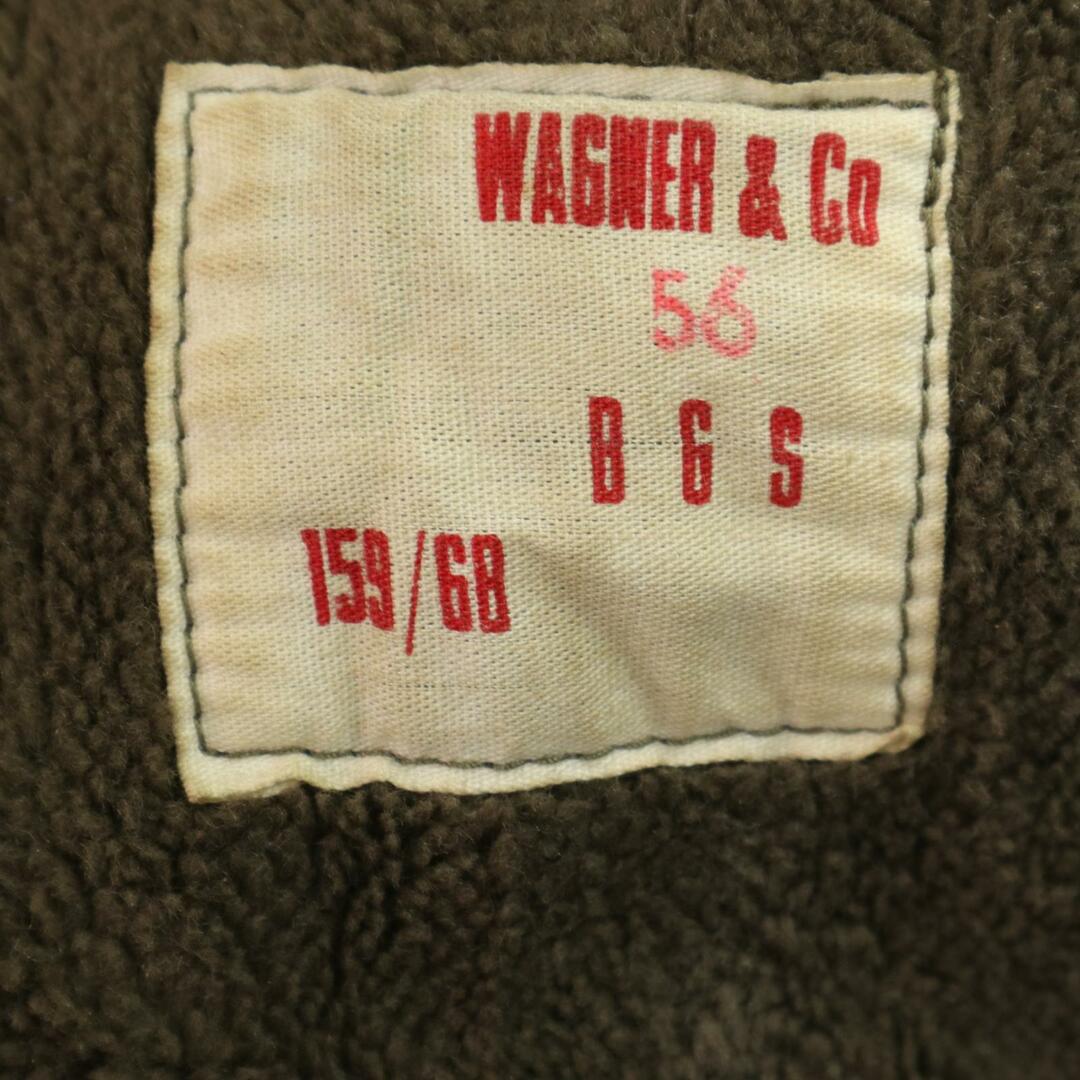 WAGNER & Co
56
B G S
159/68